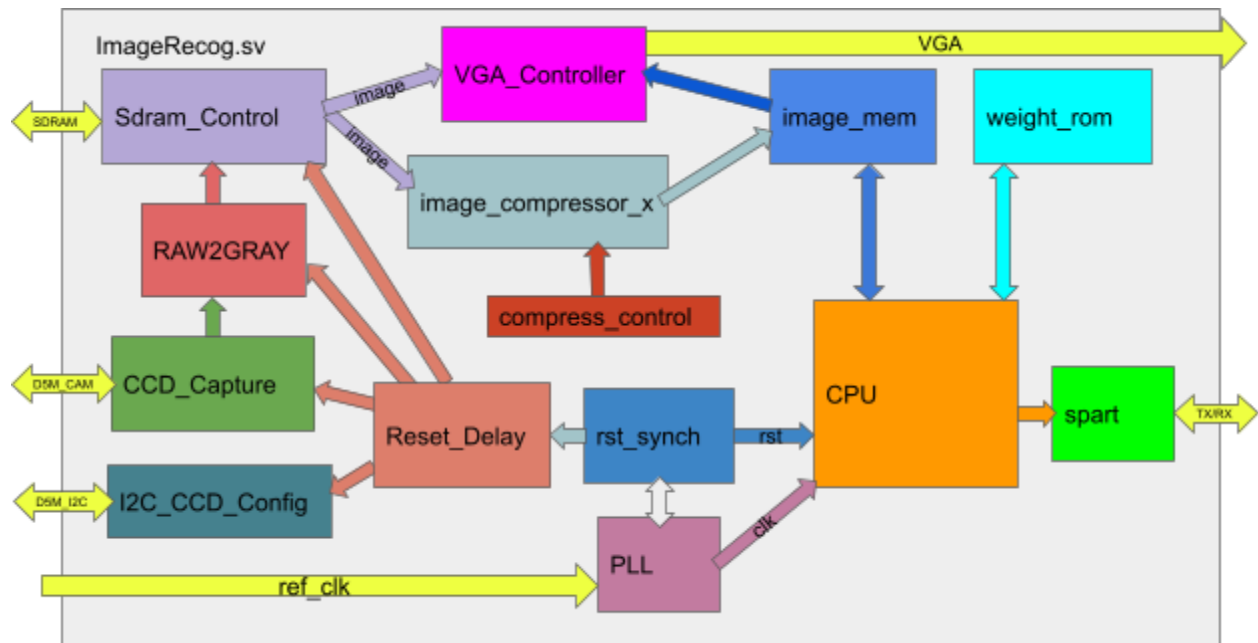 ImageRecog.sv
VGA
VGA_Controller
image
Sdram_Control
SDRAM
image
image_mem
weight_rom
image_compressor_x
RAW2GRAY
compress_control
CCD_Capture
D5M_CAM
CPU
spart
TX/RX
Reset_Delay
rst_synch
rst
I2C_CCD_Config
D5M_I2C
clk
PLL
ref_clk